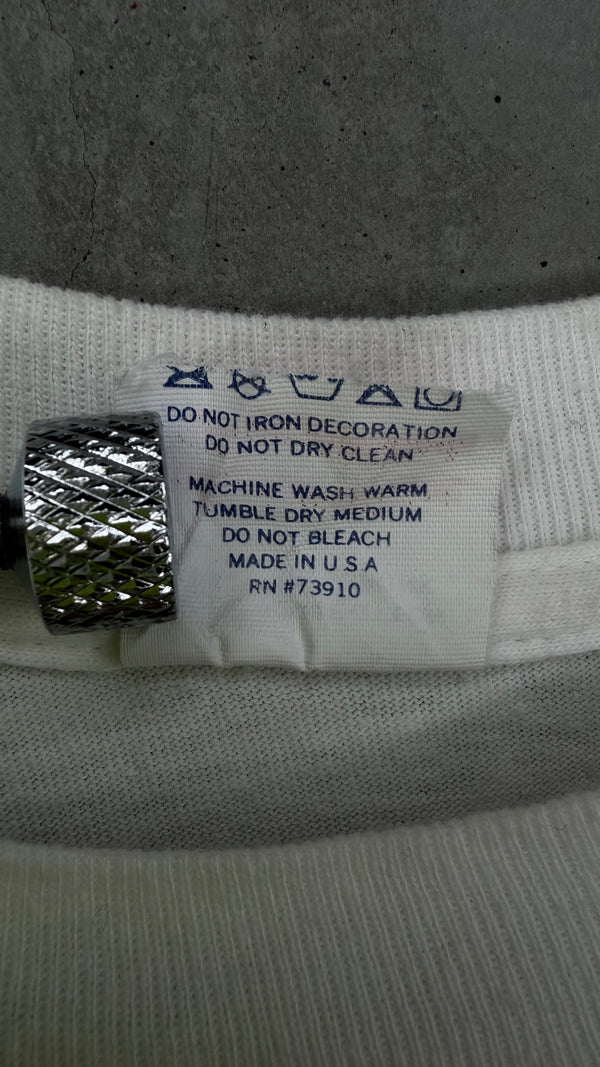 DO NOT IRON DECORATION
DO NOT DRY CLEAN
MACHINE WASH WARM
TUMBLE DRY MEDIUM
DO NOT BLEACH
MADE IN U.S.A
RN #73910